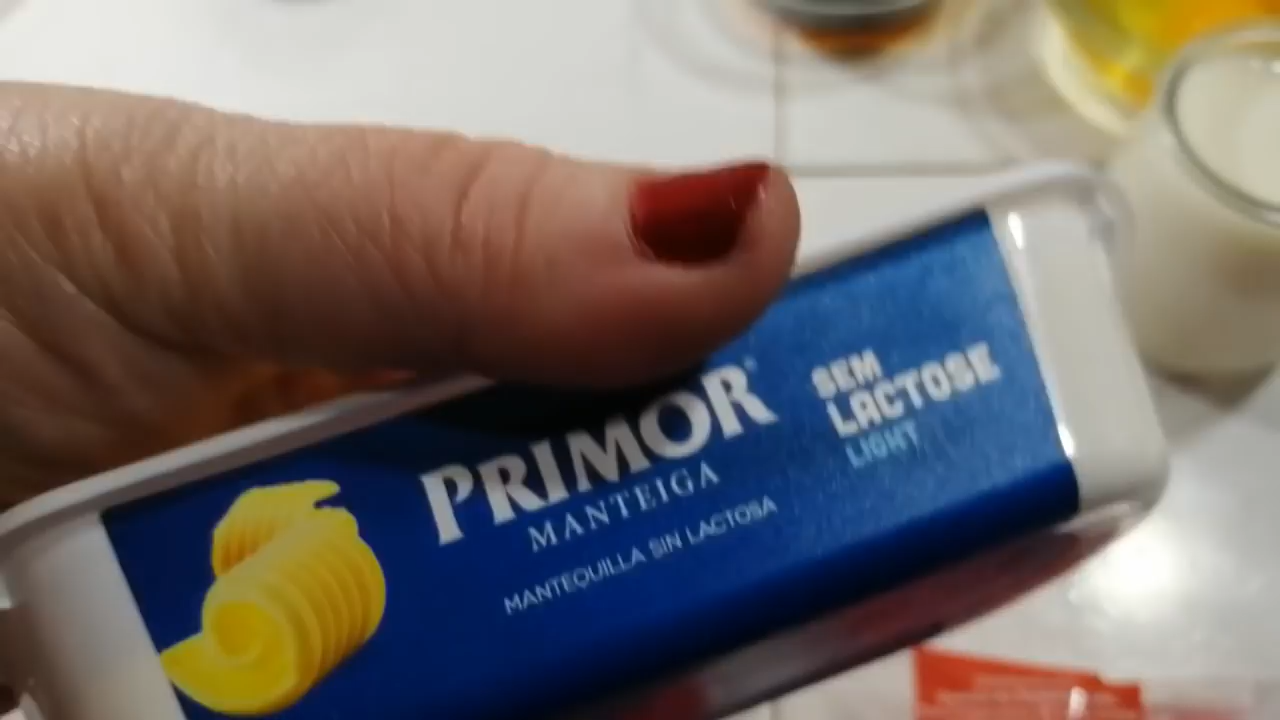 PRIMOR
MANTEIGA
MANTEQUILLA SIN LACTOSA
SEM
LACTOSE
LIGHT